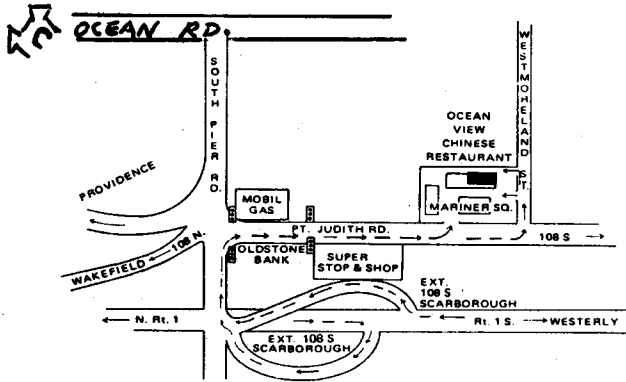 OCEAN RD.
SOUTH PIER RD.
WESTMORELAND ST.
OCEAN
VIEW
CHINESE
RESTAURANT
PROVIDENCE
MOBIL
GAS
MARINER SQ.
PT. JUDITH RD.
108 S
108 N.
WAKEFIELD
OLDSTONE
BANK
SUPER
STOP & SHOP
EXT.
108 S
SCARBOROUGH
N. Rt. 1
Rt. 1 S.
WESTERLY
EXT. 108 S
SCARBOROUGH